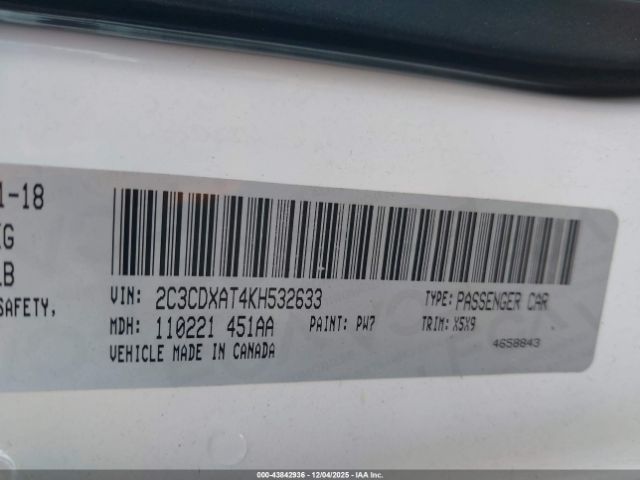 1-18
G
LB
SAFETY,
VIN: 2C3CDXAT4KH532633 TYPE: PASSENGER CAR
MDH: 110221 451AA PAINT: PW7 TRIM: X5X9
VEHICLE MADE IN CANADA 4658843
000-43842936 - 12/04/2025 - IAA Inc.